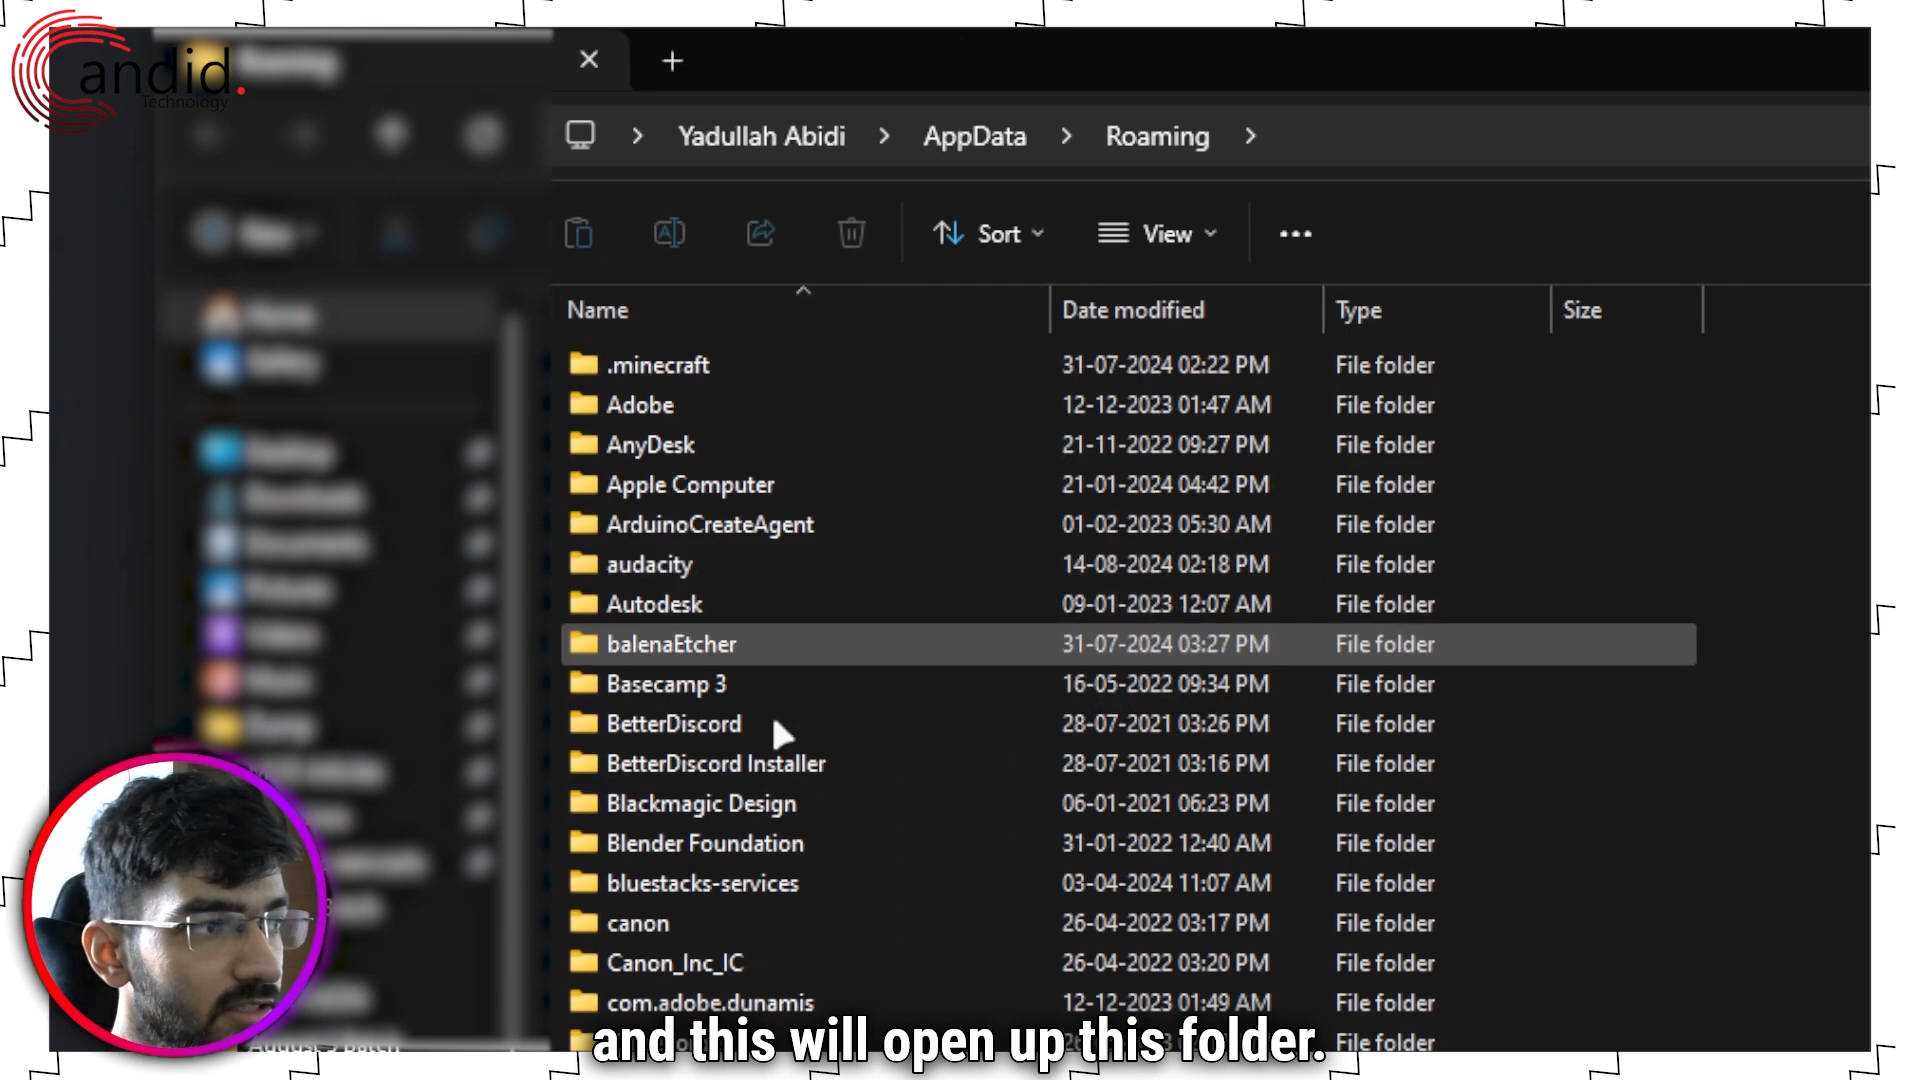 Candid.
Technology
Yadullah Abidi > AppData > Roaming >
Sort View
Name Date modified Type Size
.minecraft 31-07-2024 02:22 PM File folder
Adobe 12-12-2023 01:47 AM File folder
AnyDesk 21-11-2022 09:27 PM File folder
Apple Computer 21-01-2024 04:42 PM File folder
ArduinoCreateAgent 01-02-2023 05:30 AM File folder
audacity 14-08-2024 02:18 PM File folder
Autodesk 09-01-2023 12:07 AM File folder
balenaEtcher 31-07-2024 03:27 PM File folder
Basecamp 3 16-05-2022 09:34 PM File folder
BetterDiscord 28-07-2021 03:26 PM File folder
BetterDiscord Installer 28-07-2021 03:16 PM File folder
Blackmagic Design 06-01-2021 06:23 PM File folder
Blender Foundation 31-01-2022 12:40 AM File folder
bluestacks-services 03-04-2024 11:07 AM File folder
canon 26-04-2022 03:17 PM File folder
Canon_Inc_IC 26-04-2022 03:20 PM File folder
com.adobe.dunamis 12-12-2023 01:49 AM File folder
File folder
and this will open up this folder.